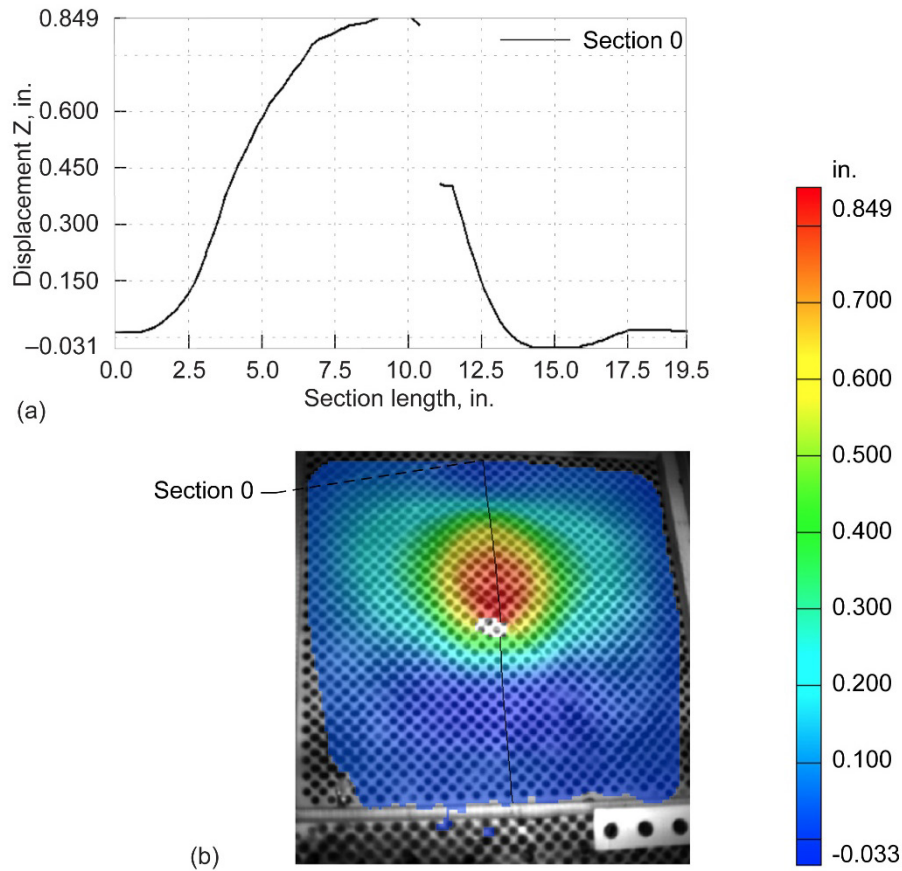 0.849
0.600
0.450
0.300
0.150
–0.031
Displacement Z, in.
Section 0
0.0 2.5 5.0 7.5 10.0 12.5 15.0 17.5 19.5
Section length, in.
(a)
Section 0
(b)
in.
0.849
0.700
0.600
0.500
0.400
0.300
0.200
0.100
-0.033